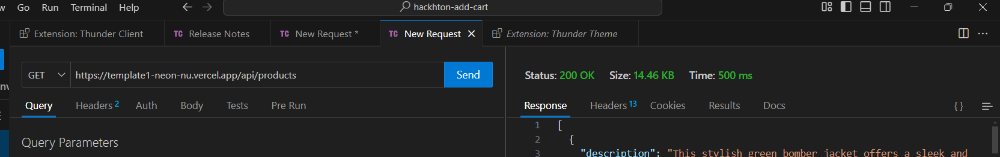 Go Run Terminal Help hackhton-add-cart
Extension: Thunder Client TC Release Notes TC New Request * TC New Request Extension: Thunder Theme
GET https://template1-neon-nu.vercel.app/api/products Send
Status: 200 OK Size: 14.46 KB Time: 500 ms
Query Headers 2 Auth Body Tests Pre Run
Response Headers 13 Cookies Results Docs { }
Query Parameters
1 [
2 {
3 "description": "This stylish green bomber jacket offers a sleek and